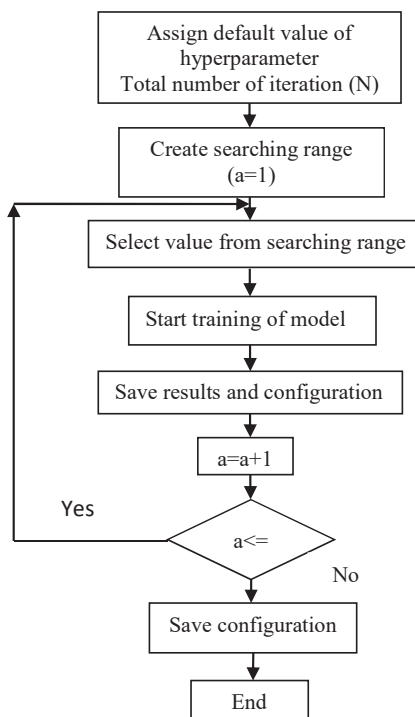 Assign default value of
hyperparameter
Total number of iteration (N)
Create searching range
(a=1)
Select value from searching range
Start training of model
Save results and configuration
a=a+1
Yes
a<=
No
Save configuration
End